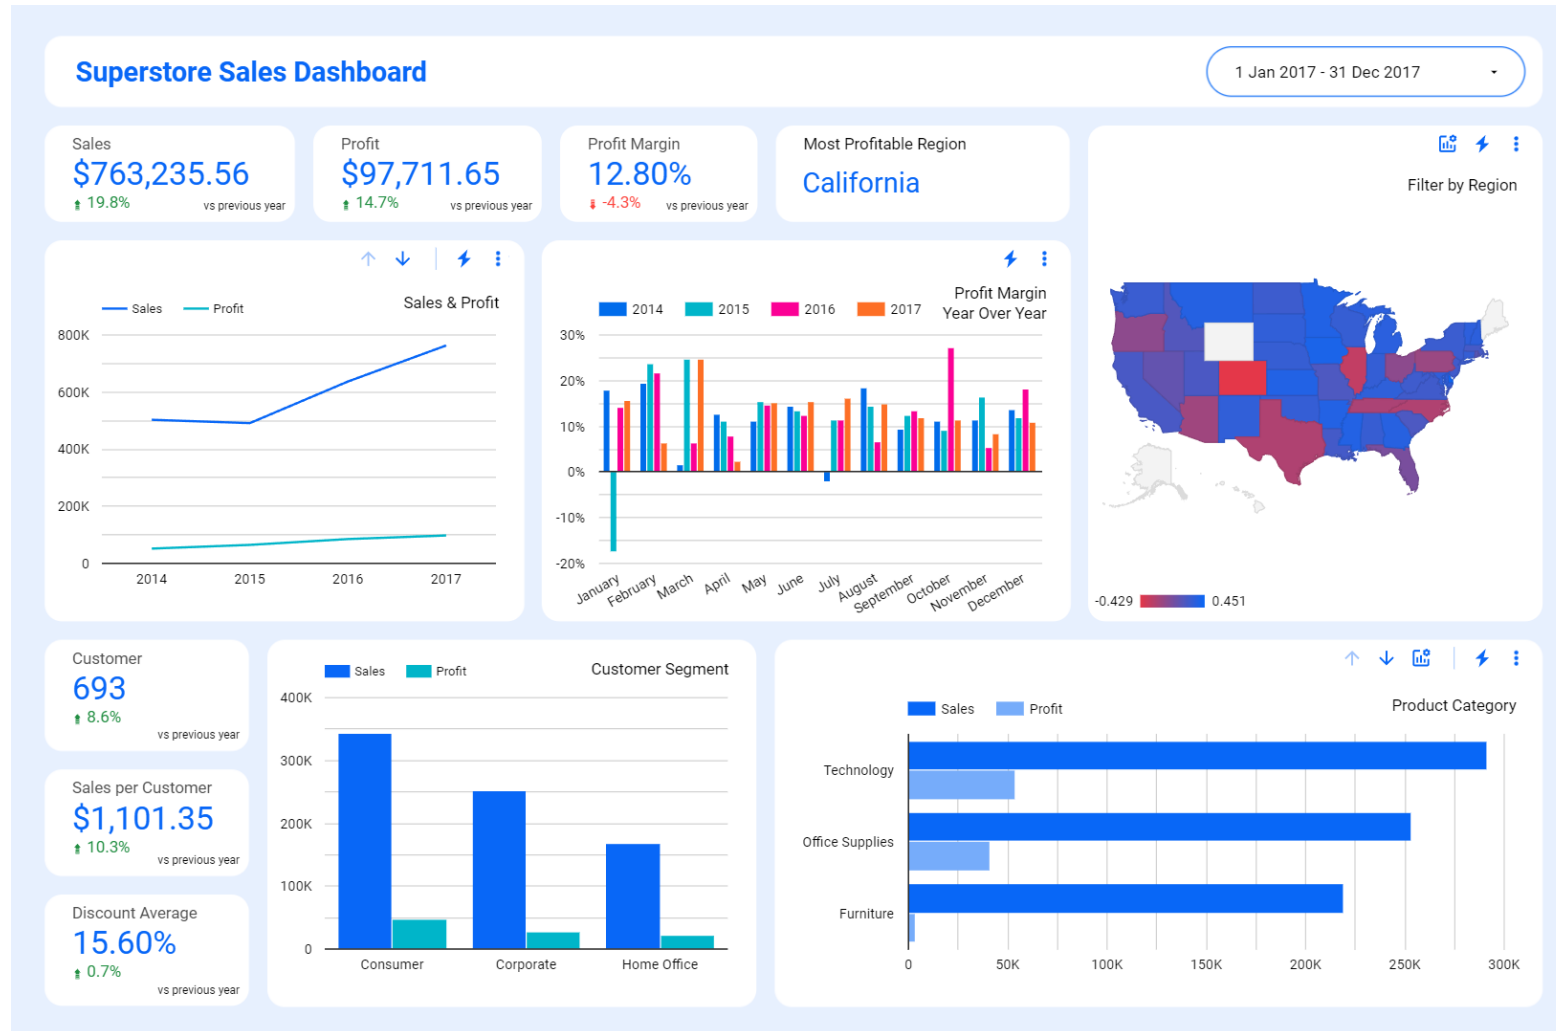 Superstore Sales Dashboard
1 Jan 2017 - 31 Dec 2017
Sales
$763,235.56
19.8%
vs previous year
Profit
$97,711.65
14.7%
vs previous year
Profit Margin
12.80%
-4.3%
vs previous year
Most Profitable Region
California
Filter by Region
-0.429
0.451
Sales & Profit
Sales
Profit
800K
600K
400K
200K
0
2014
2015
2016
2017
Profit Margin
Year Over Year
2014
2015
2016
2017
30%
20%
10%
0%
-10%
-20%
January
February
March
April
May
June
July
August
September
October
November
December
Customer
693
8.6%
vs previous year
Sales per Customer
$1,101.35
10.3%
vs previous year
Discount Average
15.60%
0.7%
vs previous year
Customer Segment
Sales
Profit
400K
300K
200K
100K
0
Consumer
Corporate
Home Office
Product Category
Sales
Profit
Technology
Office Supplies
Furniture
0
50K
100K
150K
200K
250K
300K